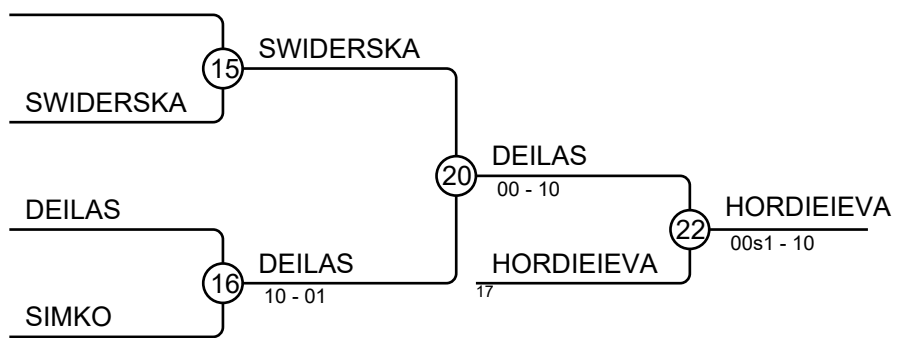 SWIDERSKA
15
SWIDERSKA
DEILAS
20
00 - 10
DEILAS
HORDIEIEVA
22
00s1 - 10
DEILAS
16
10 - 01
HORDIEIEVA
17
SIMKO